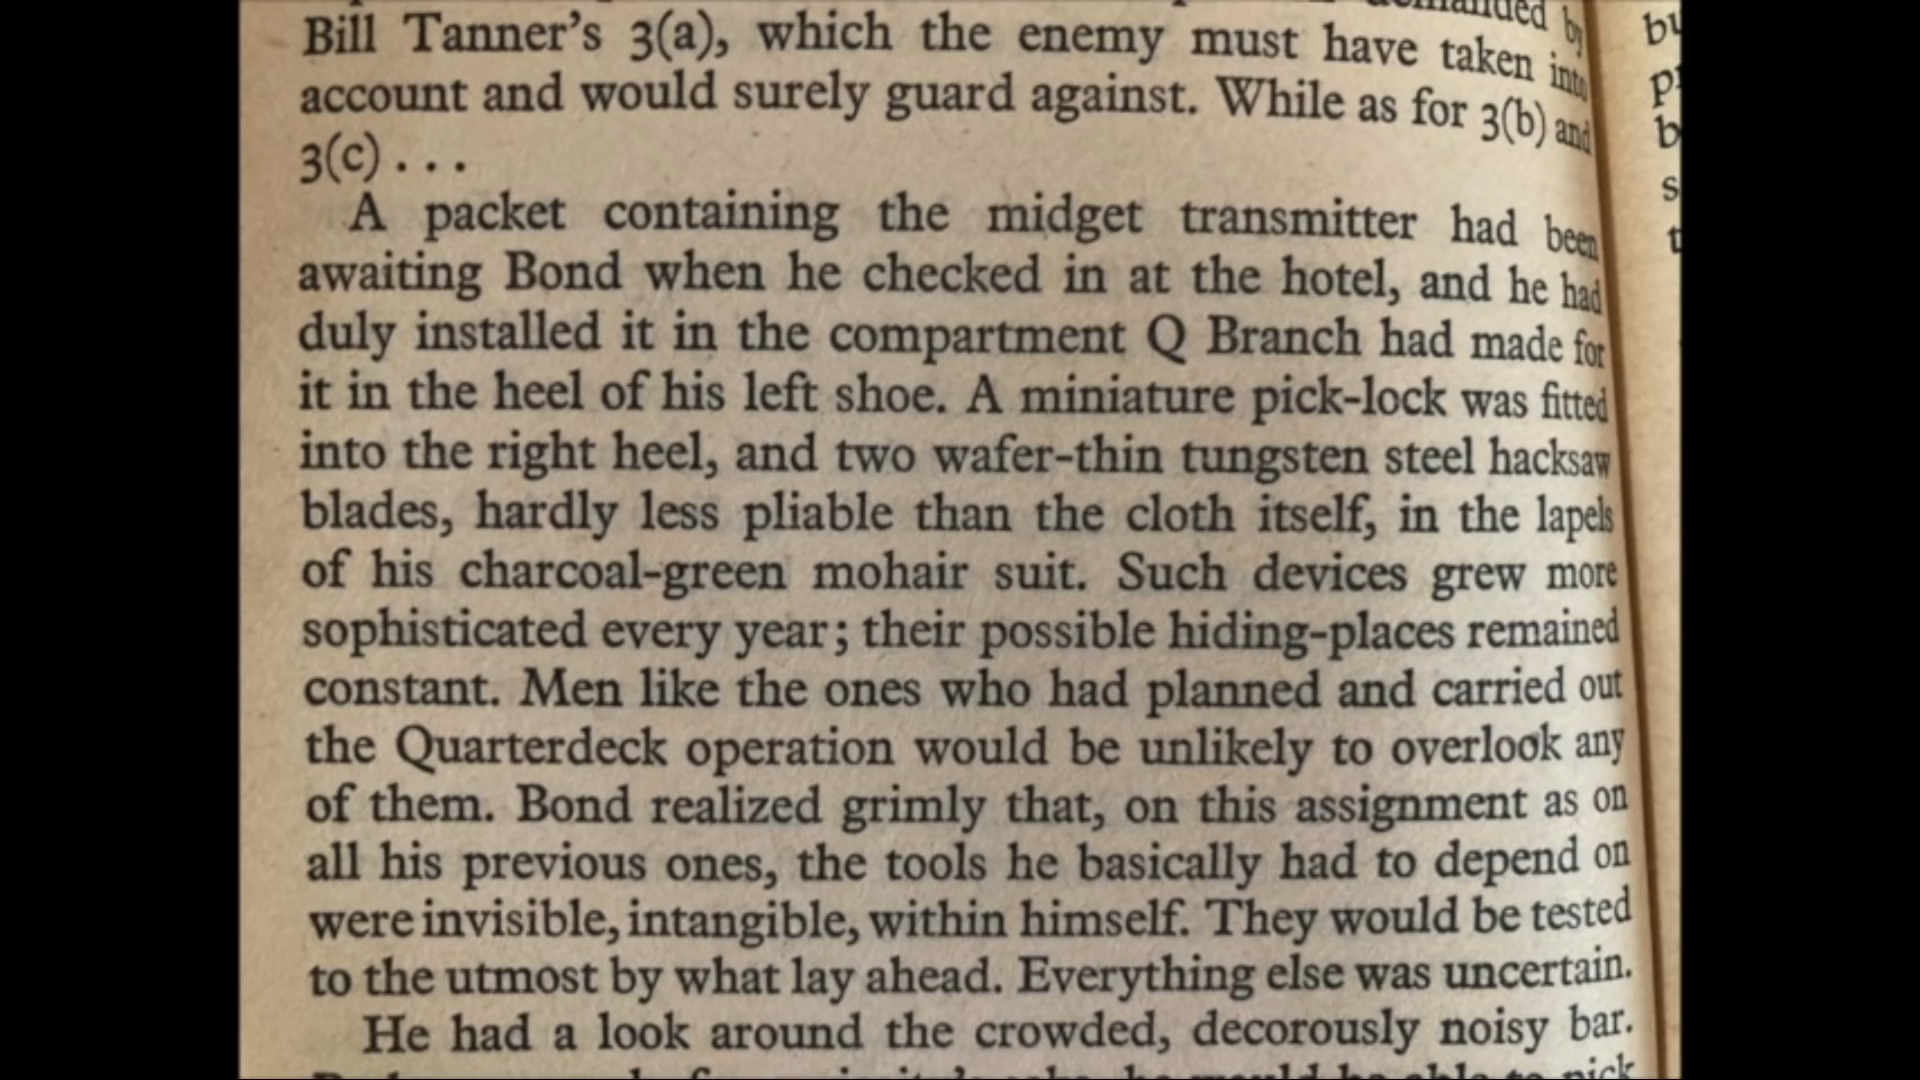 demanded by
Bill Tanner's 3(a), which the enemy must have taken into
account and would surely guard against. While as for 3(b) and
3(c) . . .
A packet containing the midget transmitter had been
awaiting Bond when he checked in at the hotel, and he had
duly installed it in the compartment Q Branch had made for
it in the heel of his left shoe. A miniature pick-lock was fitted
into the right heel, and two wafer-thin tungsten steel hacksaw
blades, hardly less pliable than the cloth itself, in the lapels
of his charcoal-green mohair suit. Such devices grew more
sophisticated every year; their possible hiding-places remained
constant. Men like the ones who had planned and carried out
the Quarterdeck operation would be unlikely to overlook any
of them. Bond realized grimly that, on this assignment as on
all his previous ones, the tools he basically had to depend on
were invisible, intangible, within himself. They would be tested
to the utmost by what lay ahead. Everything else was uncertain.
He had a look around the crowded, decorously noisy bar.
he would be able to pick